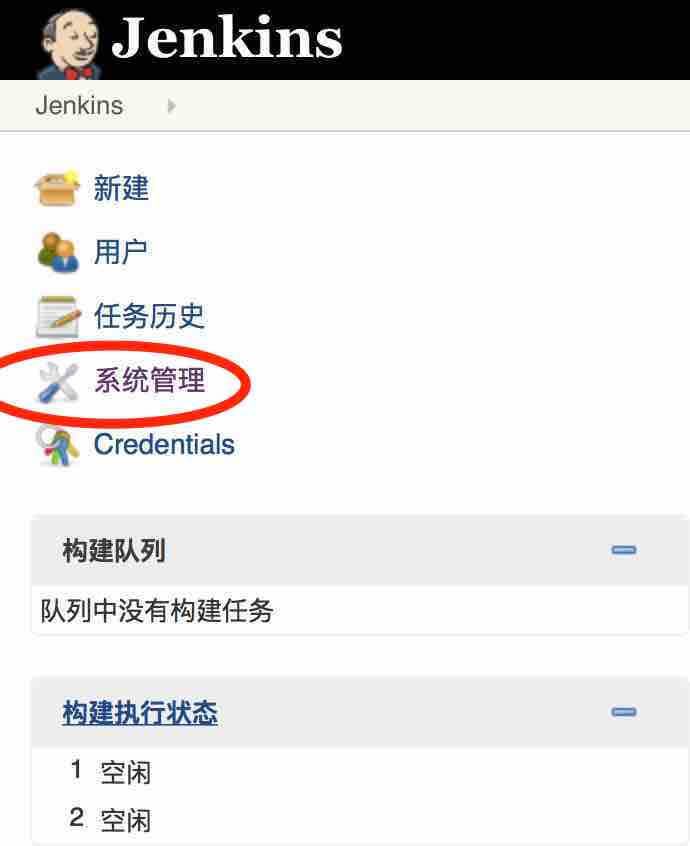 Jenkins
Jenkins
新建
用户
任务历史
系统管理
Credentials
构建队列
队列中没有构建任务
构建执行状态
1 空闲
2 空闲